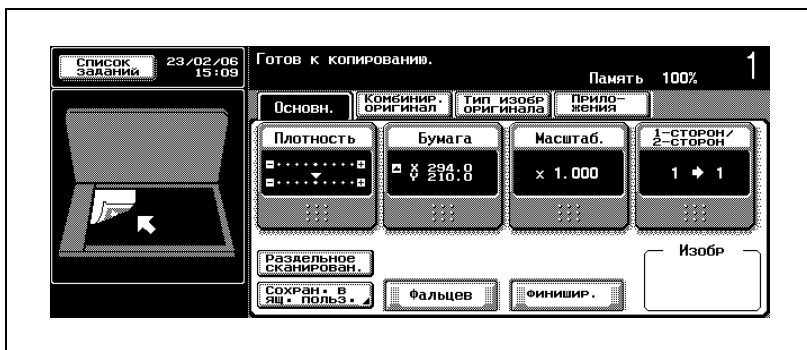 Список
заданий
23/02/06
15:09
Готов к копированию.
Память 100%
1
Основн.
Комбинир.
оригинал
Тип изобр
оригинала
Прило-
жения
Плотность
Бумага
X 294.0
Y 210.0
Масштаб.
x 1.000
1-СТОРОН/
2-СТОРОН
1 → 1
Раздельное
сканирован.
Сохран. в
ящ. польз.
Фальцев
Финишир.
Изобр